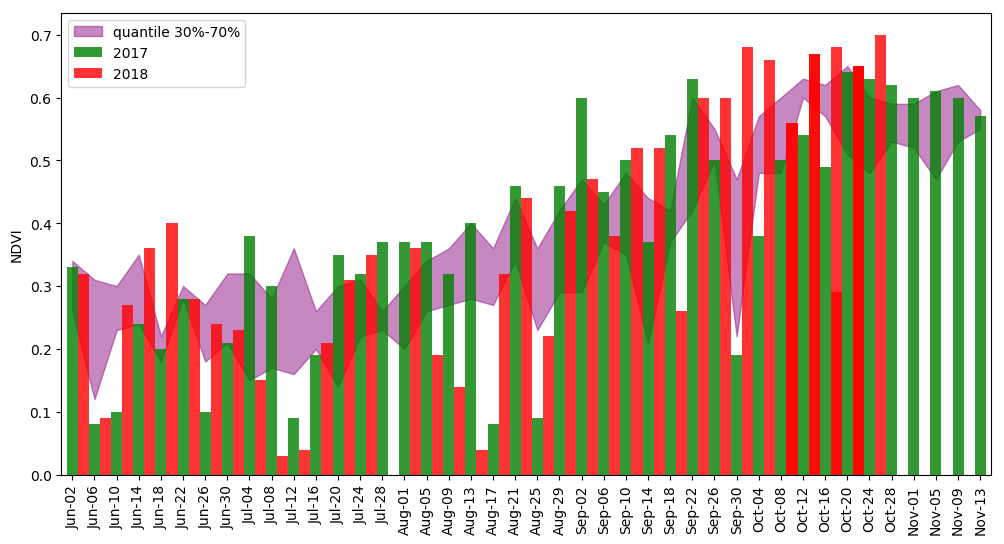 quantile 30%-70%
2017
2018
NDVI
0.7
0.6
0.5
0.4
0.3
0.2
0.1
0.0
Jun-02
Jun-06
Jun-10
Jun-14
Jun-18
Jun-22
Jun-26
Jun-30
Jul-04
Jul-08
Jul-12
Jul-16
Jul-20
Jul-24
Jul-28
Aug-01
Aug-05
Aug-09
Aug-13
Aug-17
Aug-21
Aug-25
Aug-29
Sep-02
Sep-06
Sep-10
Sep-14
Sep-18
Sep-22
Sep-26
Sep-30
Oct-04
Oct-08
Oct-12
Oct-16
Oct-20
Oct-24
Oct-28
Nov-01
Nov-05
Nov-09
Nov-13